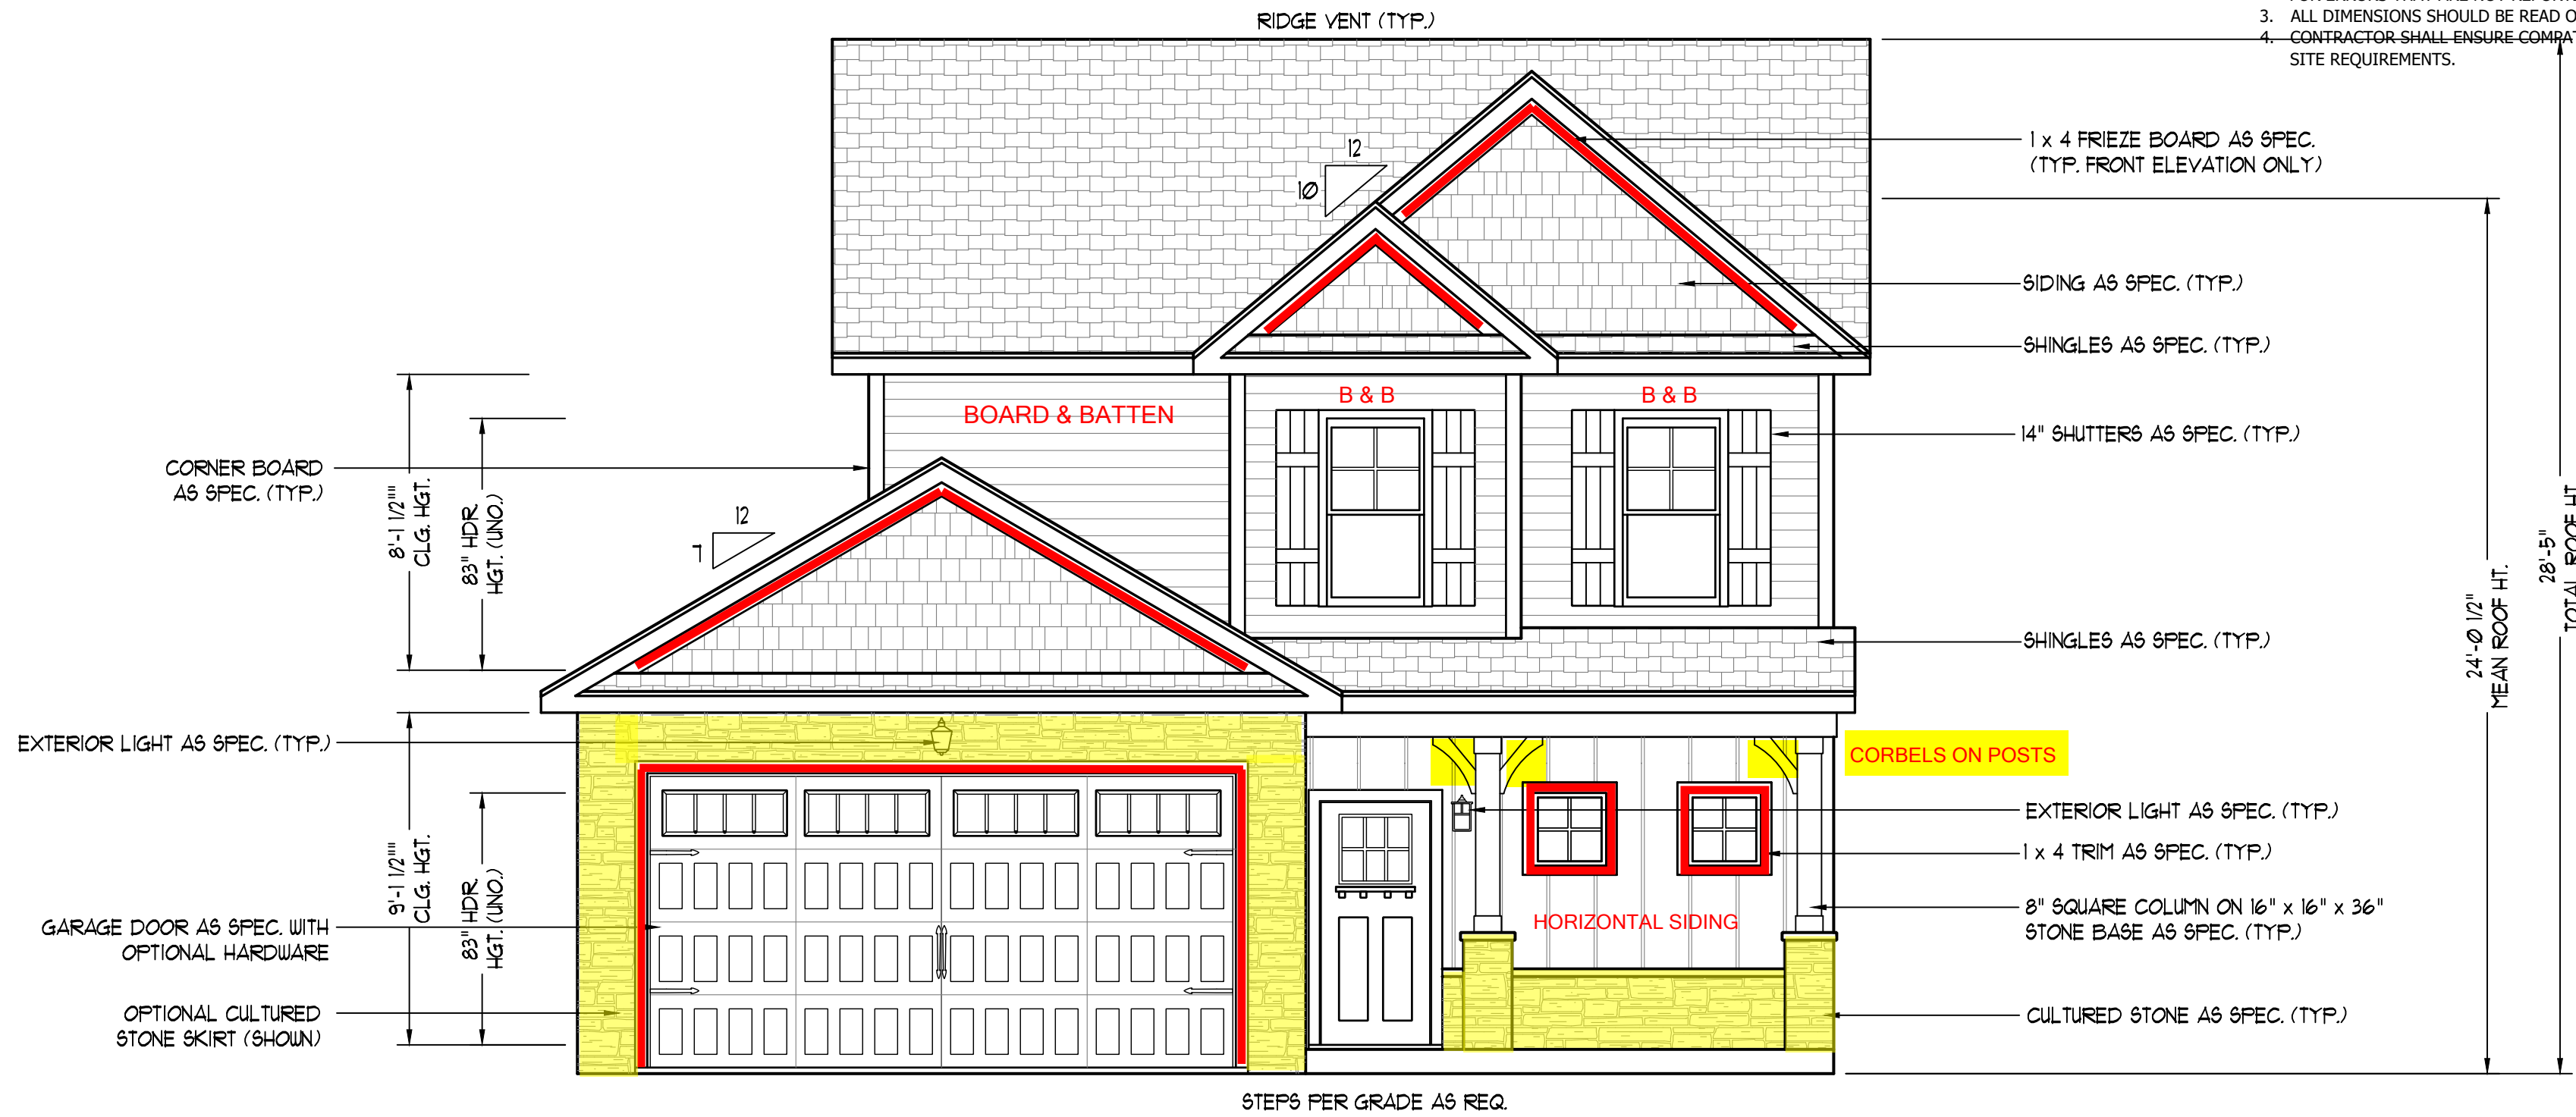 RIDGE VENT (TYP.)
3. ALL DIMENSIONS SHOULD BE READ
4. CONTRACTOR SHALL ENSURE
SITE REQUIREMENTS.
12
10
1 x 4 FRIEZE BOARD AS SPEC.
(TYP. FRONT ELEVATION ONLY)
SIDING AS SPEC. (TYP.)
SHINGLES AS SPEC. (TYP.)
B & B
B & B
BOARD & BATTEN
14" SHUTTERS AS SPEC. (TYP.)
CORNER BOARD
AS SPEC. (TYP.)
8'-1 1/2""
CLG. HGT.
83" HDR.
HGT. (UNO.)
12
7
SHINGLES AS SPEC. (TYP.)
24'-0 1/2"
MEAN ROOF HT.
28'-5"
TOTAL ROOF HT.
EXTERIOR LIGHT AS SPEC. (TYP.)
CORBELS ON POSTS
EXTERIOR LIGHT AS SPEC. (TYP.)
1 x 4 TRIM AS SPEC. (TYP.)
9'-1 1/2""
CLG. HGT.
83" HDR.
HGT. (UNO.)
GARAGE DOOR AS SPEC. WITH
OPTIONAL HARDWARE
HORIZONTAL SIDING
8" SQUARE COLUMN ON 16" x 16" x 36"
STONE BASE AS SPEC. (TYP.)
OPTIONAL CULTURED
STONE SKIRT (SHOWN)
CULTURED STONE AS SPEC. (TYP.)
STEPS PER GRADE AS REQ.